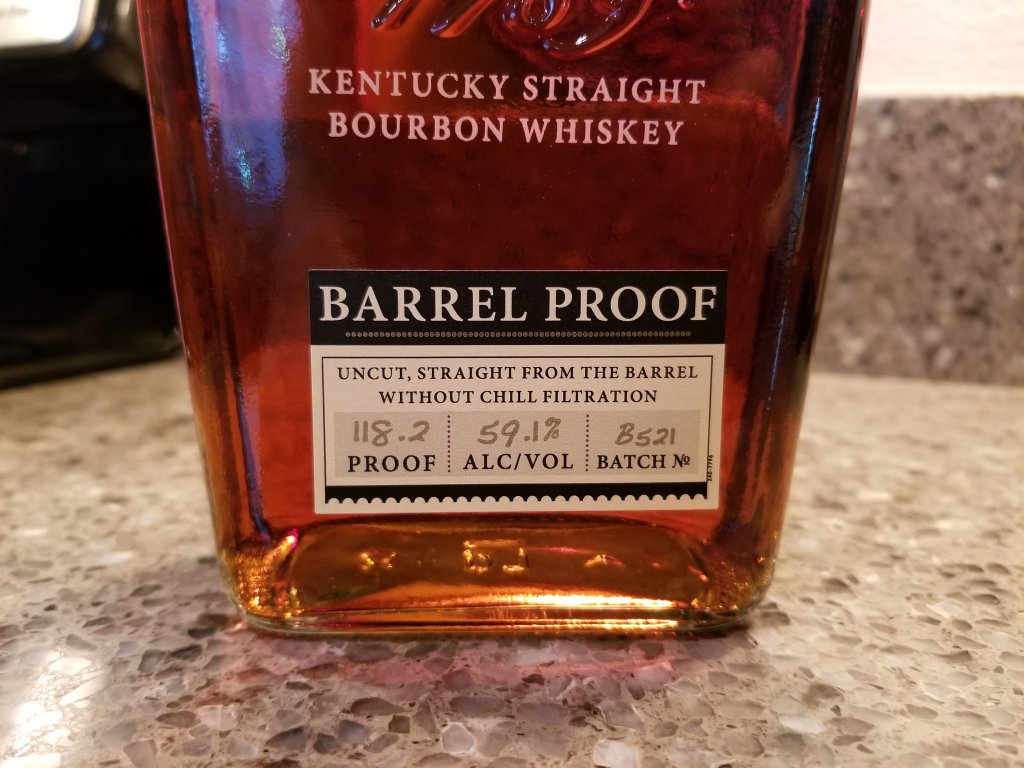 1789
KENTUCKY STRAIGHT
BOURBON WHISKEY
BARREL PROOF
UNCUT, STRAIGHT FROM THE BARREL
WITHOUT CHILL FILTRATION
118.2 59.1% B521
PROOF ALC/VOL BATCH №